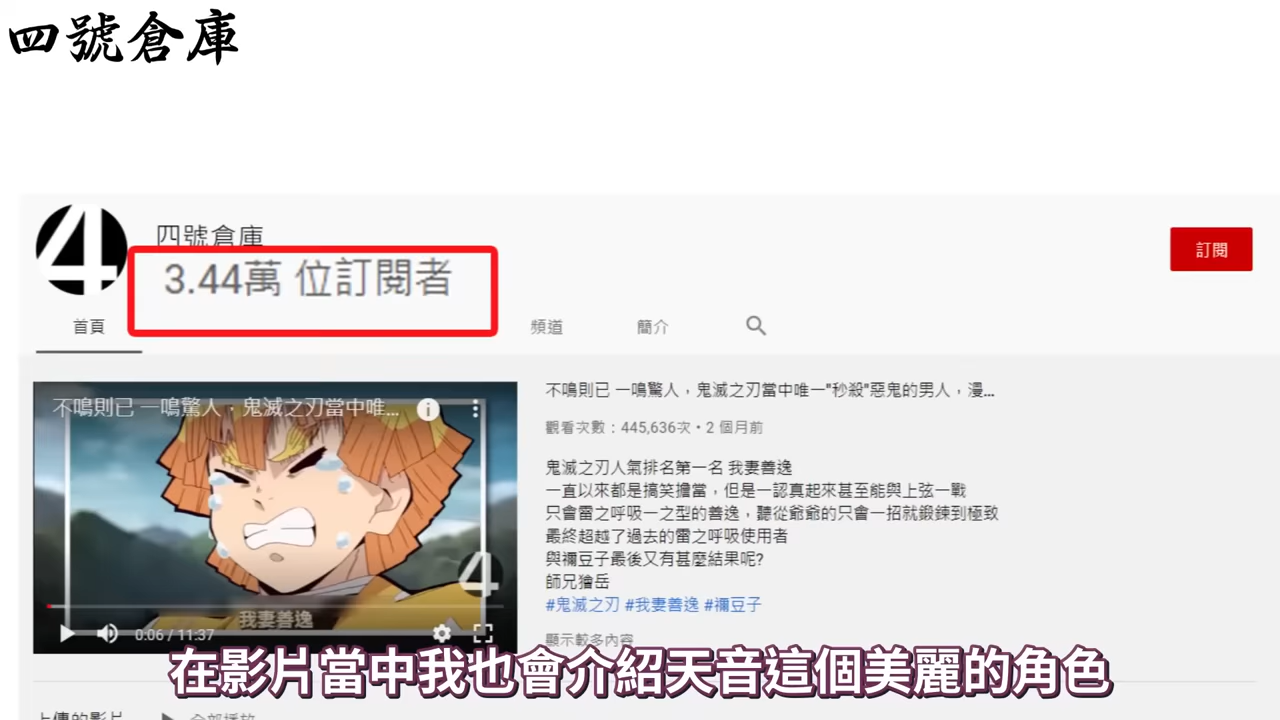 四號倉庫
四號倉庫
3.44萬 位訂閱者
訂閱
首頁
頻道
簡介
不鳴則已 一鳴驚人，鬼滅之刃當中唯...
我妻善逸
0:06 / 11:37
不鳴則已 一鳴驚人，鬼滅之刃當中唯一"秒殺"惡鬼的男人，漫...
觀看次數：445,636次・2 個月前
鬼滅之刃人氣排名第一名 我妻善逸
一直以來都是搞笑擔當，但是一認真起來甚至能與上弦一戰
只會雷之呼吸一之型的善逸，聽從爺爺的只會一招就鍛鍊到極致
最終超越了過去的雷之呼吸使用者
與禰豆子最後又有甚麼結果呢?
師兄獪岳
#鬼滅之刃 #我妻善逸 #禰豆子
顯示較多內容
在影片當中我也會介紹天音這個美麗的角色
上傳的影片
全部播放